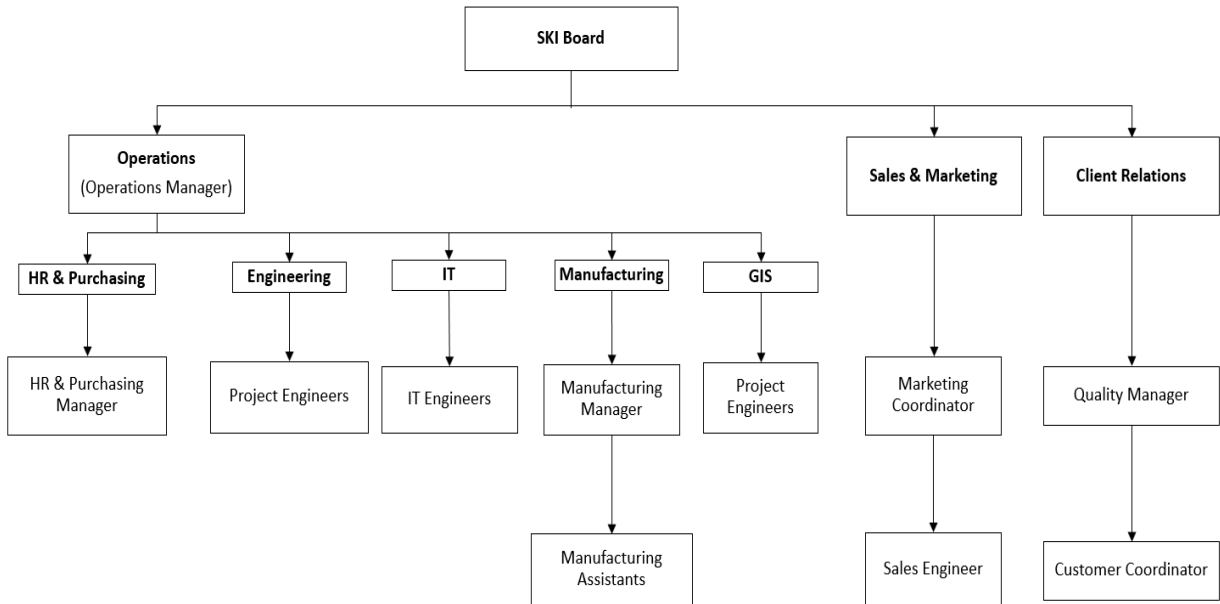 SKI Board
Operations
(Operations Manager)
Sales & Marketing
Client Relations
HR & Purchasing
Engineering
IT
Manufacturing
GIS
HR & Purchasing
Manager
Project Engineers
IT Engineers
Manufacturing
Manager
Project
Engineers
Marketing
Coordinator
Quality Manager
Manufacturing
Assistants
Sales Engineer
Customer Coordinator